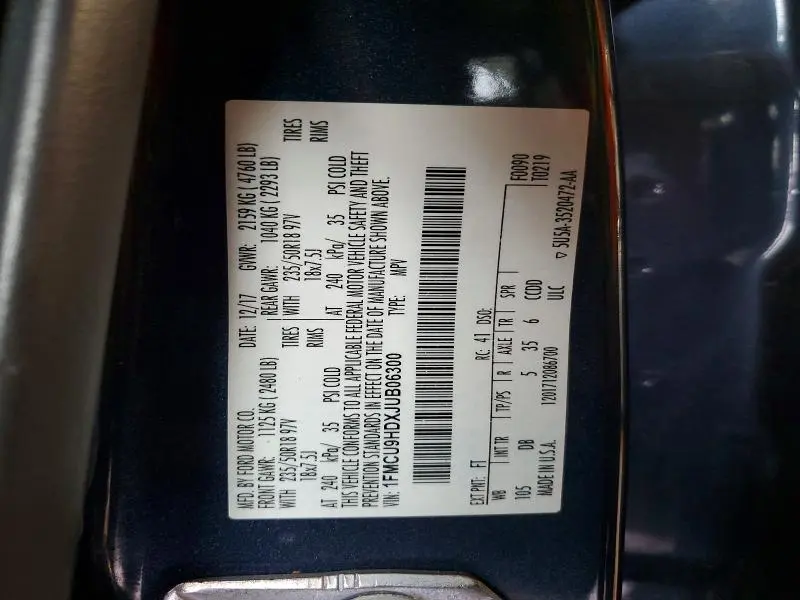 MFD. BY FORD MOTOR CO. DATE: 12/17 GVWR: 2159 KG ( 4760 LB)
FRONT GAWR: 1125 KG ( 2480 LB) REAR GAWR: 1040 KG ( 2293 LB)
WITH 235/50R18 97V TIRES WITH 235/50R18 97V TIRES
18x7.5J RIMS 18x7.5J RIMS
AT 240 kPa/ 35 PSI COLD AT 240 kPa/ 35 PSI COLD
THIS VEHICLE CONFORMS TO ALL APPLICABLE FEDERAL MOTOR VEHICLE SAFETY AND THEFT
PREVENTION STANDARDS IN EFFECT ON THE DATE OF MANUFACTURE SHOWN ABOVE.
VIN: 1FMCU9HDXJUB06300 TYPE: MPV
EXT PNT: FT RC: 41 DSO: F0090
WB INT TR TP/PS R AXLE TR SPR T0219
105 DB 5 35 6 CCDD
MADE IN U.S.A. 1201712086700 ULC
▽ 5U5A-3520472-AA